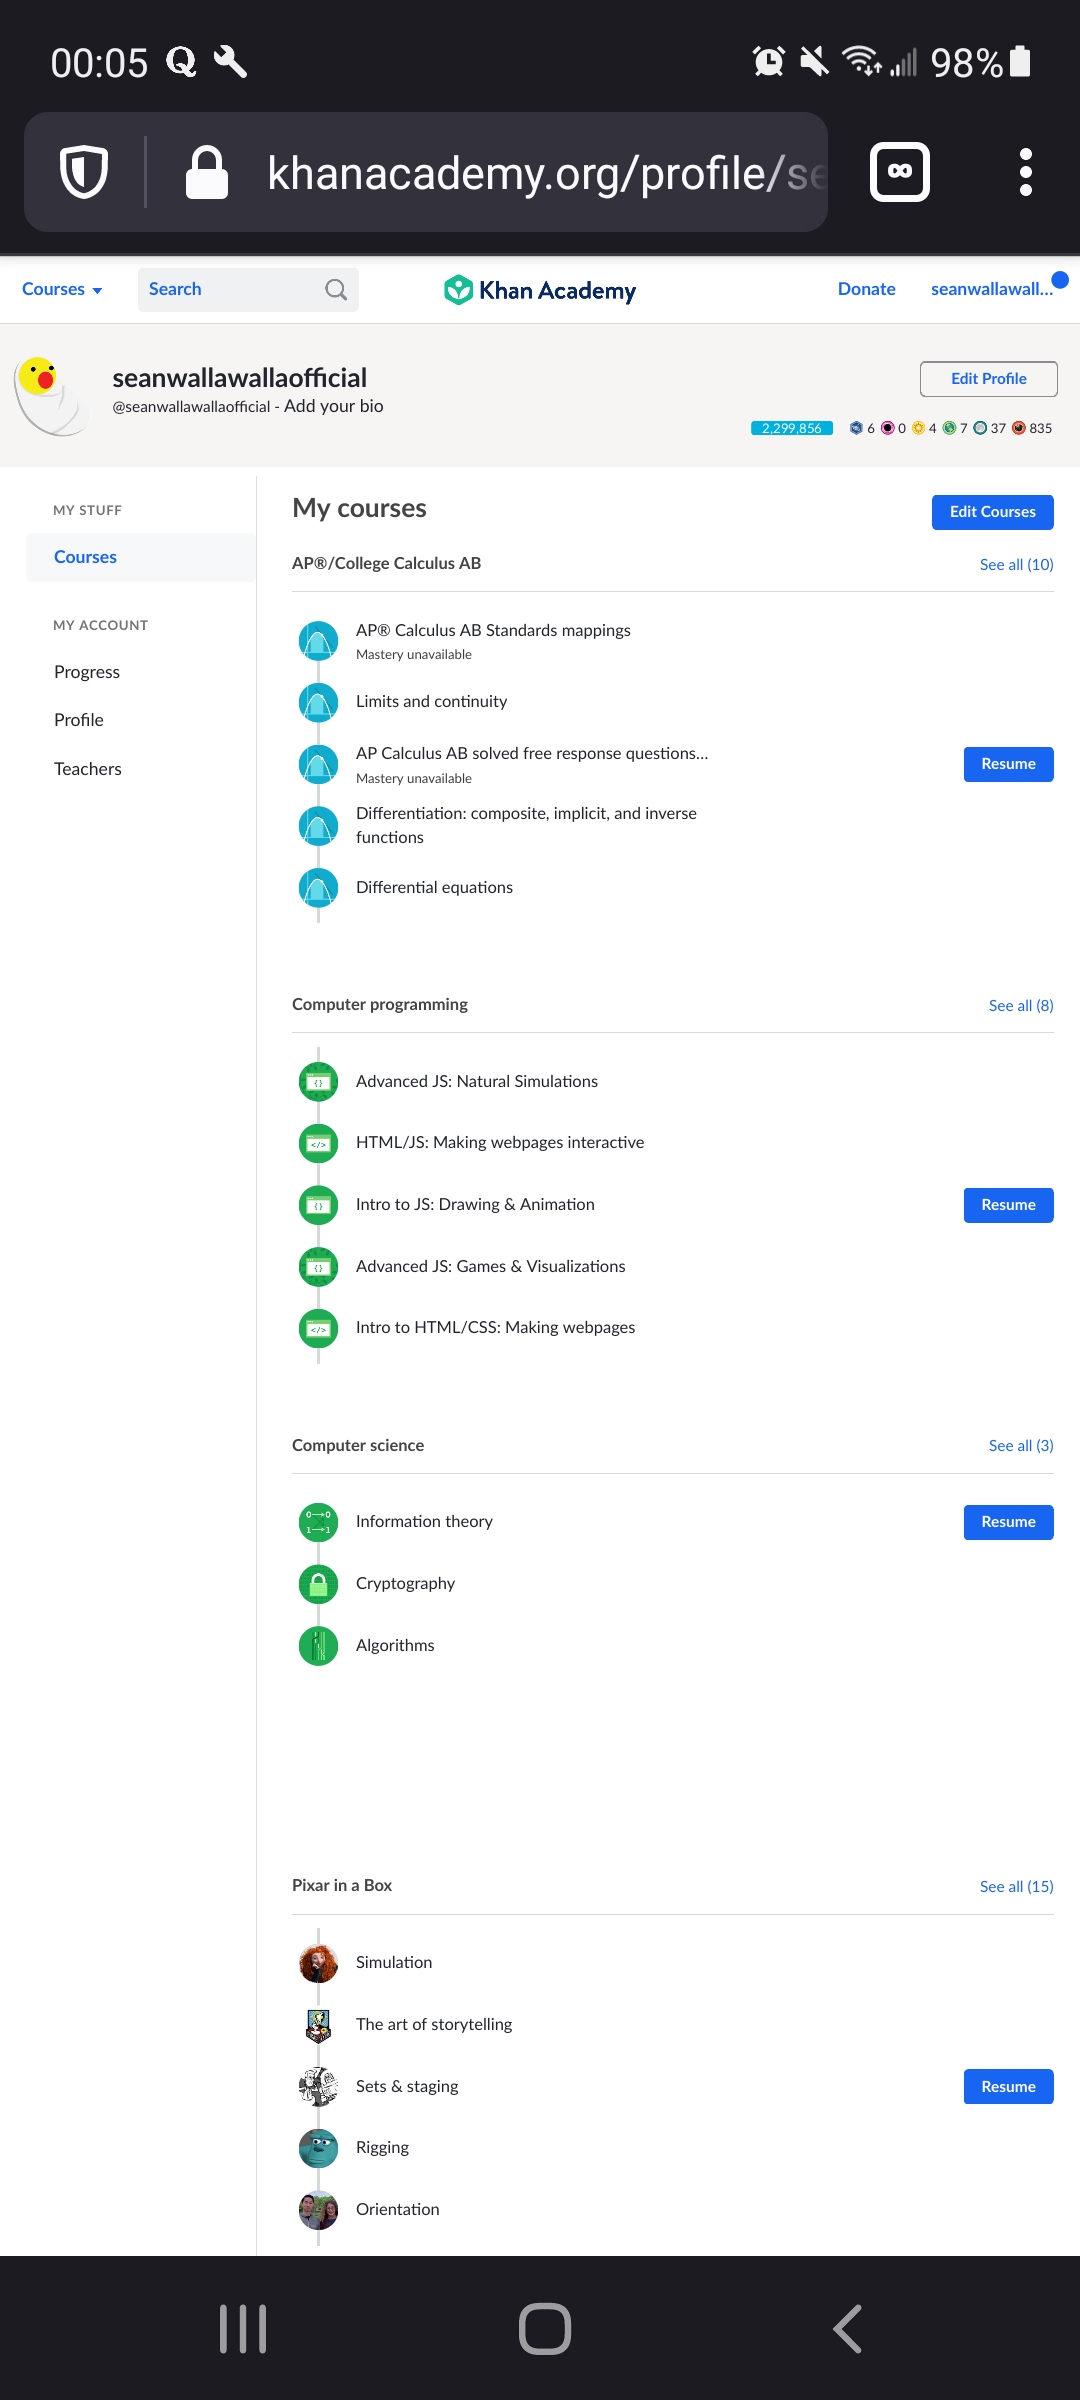 00:05
98%
khanacademy.org/profile/se
Courses
Search
Khan Academy
Donate
seanwallawall...
seanwallawallaofficial
@seanwallawallaofficial - Add your bio
Edit Profile
2,299,856 6 0 4 7 37 835
MY STUFF
Courses
MY ACCOUNT
Progress
Profile
Teachers
My courses
Edit Courses
AP®/College Calculus AB
See all (10)
AP® Calculus AB Standards mappings
Mastery unavailable
Limits and continuity
AP Calculus AB solved free response questions...
Mastery unavailable
Resume
Differentiation: composite, implicit, and inverse
functions
Differential equations
Computer programming
See all (8)
Advanced JS: Natural Simulations
HTML/JS: Making webpages interactive
Intro to JS: Drawing & Animation
Resume
Advanced JS: Games & Visualizations
Intro to HTML/CSS: Making webpages
Computer science
See all (3)
Information theory
Resume
Cryptography
Algorithms
Pixar in a Box
See all (15)
Simulation
The art of storytelling
Sets & staging
Resume
Rigging
Orientation